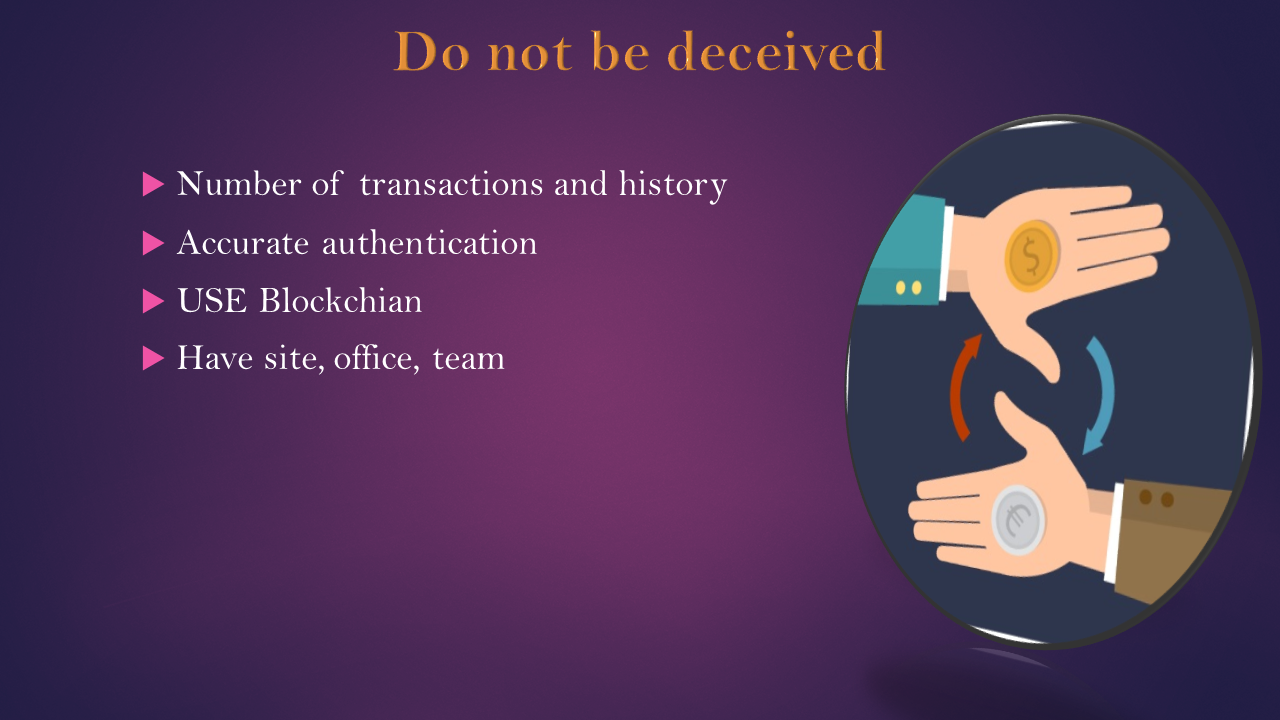 Do not be deceived
Number of transactions and history
Accurate authentication
USE Blockchian
Have site, office, team
$
€